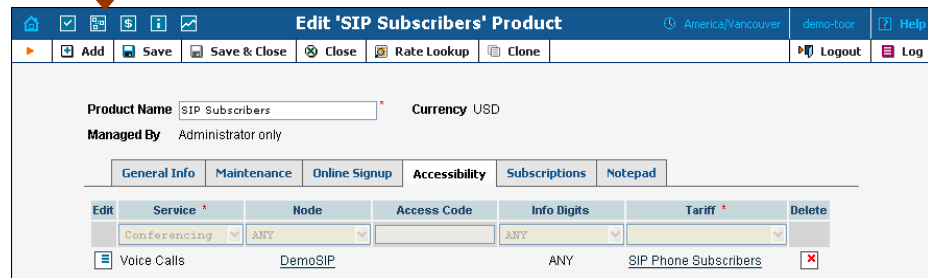 Edit 'SIP Subscribers' Product America/Vancouver demo-toor Help
Add Save Save & Close Close Rate Lookup Clone Logout Log
Product Name SIP Subscribers * Currency USD
Managed By Administrator only
General Info Maintenance Online Signup Accessibility Subscriptions Notepad
Edit Service * Node Access Code Info Digits Tariff * Delete
Conferencing ANY ANY
Voice Calls DemoSIP ANY SIP Phone Subscribers